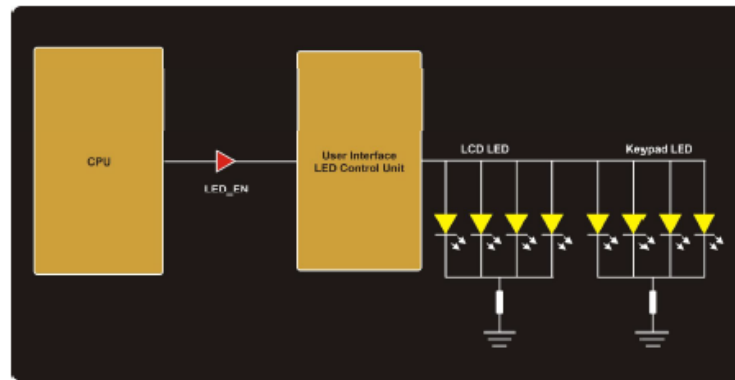 CPU
LED_EN
User Interface
LED Control Unit
LCD LED
Keypad LED